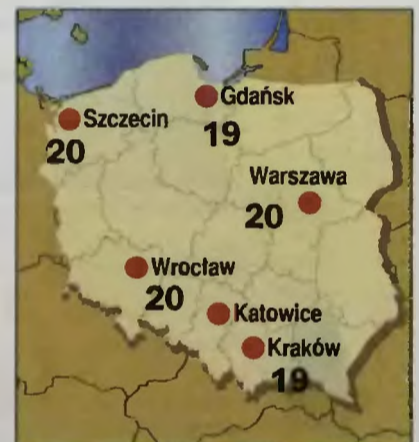 Gdańsk
19
Szczecin
20
Warszawa
20
Wrocław
20
Katowice
Kraków
19